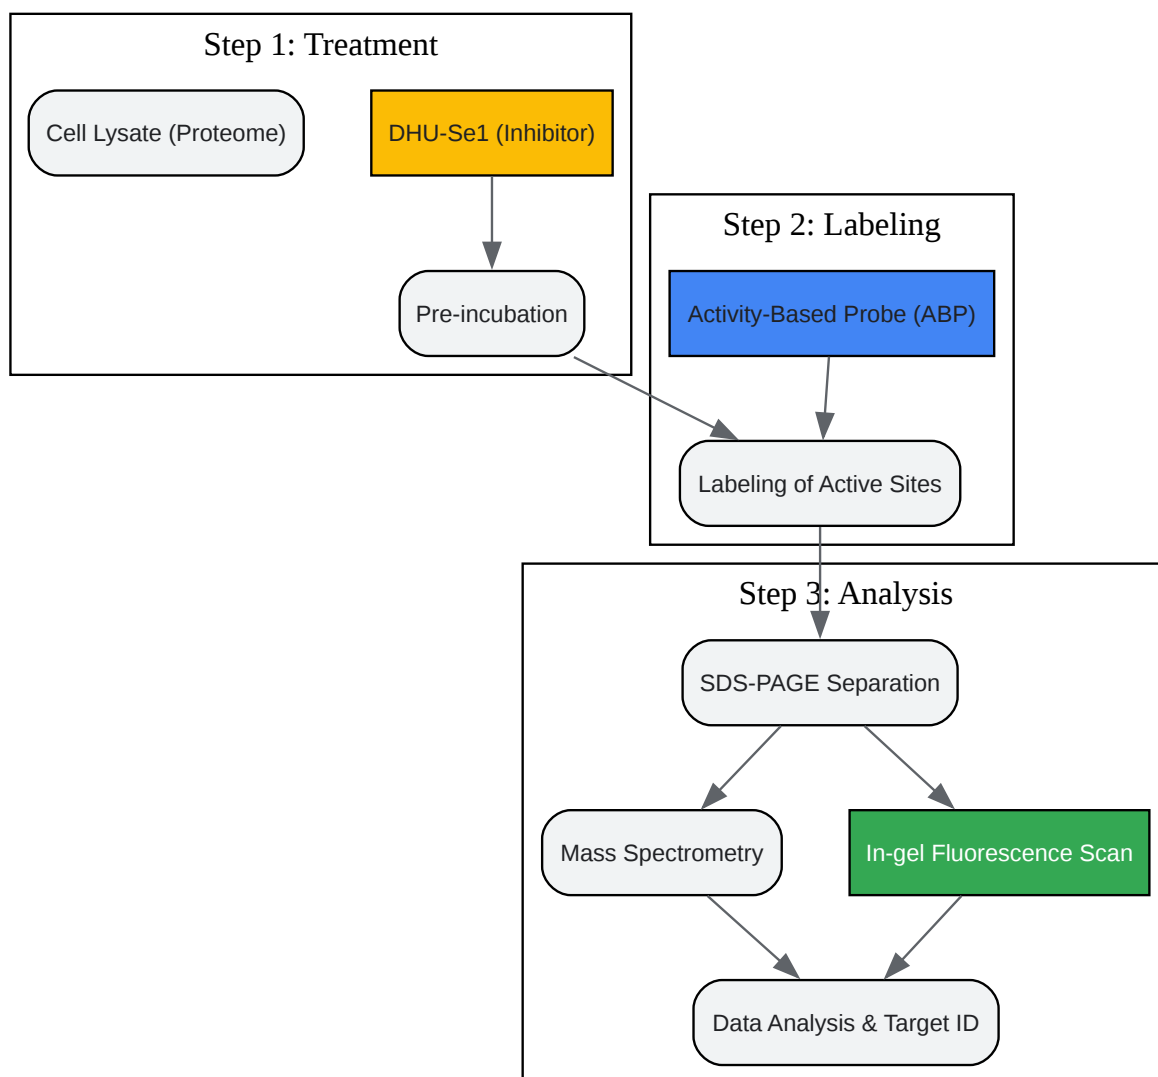 Step 1: Treatment
Cell Lysate (Proteome)
DHU-Se1 (Inhibitor)
Pre-incubation
Step 2: Labeling
Activity-Based Probe (ABP)
Labeling of Active Sites
Step 3: Analysis
SDS-PAGE Separation
Mass Spectrometry
In-gel Fluorescence Scan
Data Analysis & Target ID